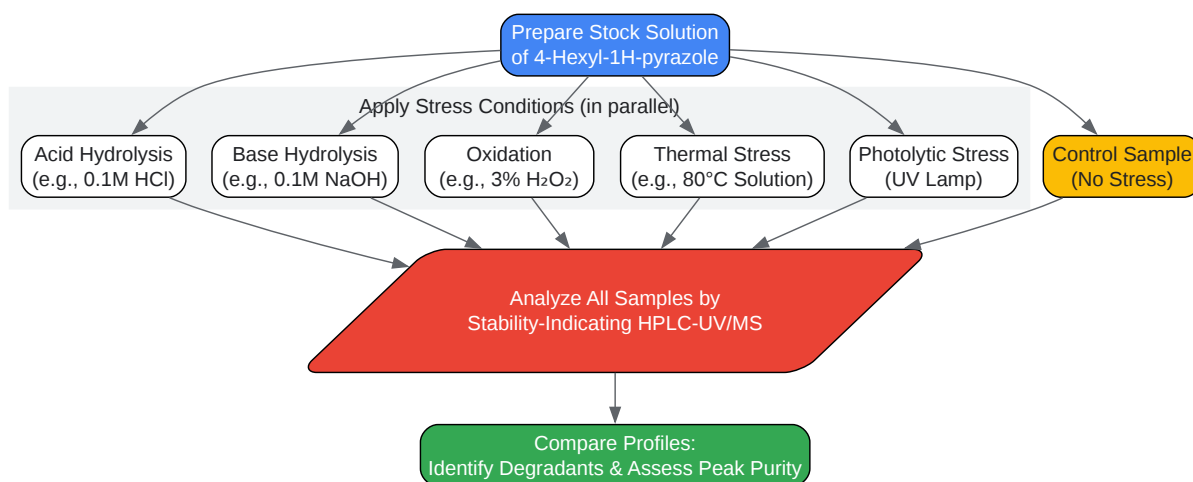 Prepare Stock Solution
of 4-Hexyl-1H-pyrazole
Apply Stress Conditions (in parallel)
Acid Hydrolysis
(e.g., 0.1M HCl)
Base Hydrolysis
(e.g., 0.1M NaOH)
Oxidation
(e.g., 3% H₂O₂)
Thermal Stress
(e.g., 80°C Solution)
Photolytic Stress
(UV Lamp)
Control Sample
(No Stress)
Analyze All Samples by
Stability-Indicating HPLC-UV/MS
Compare Profiles:
Identify Degradants & Assess Peak Purity